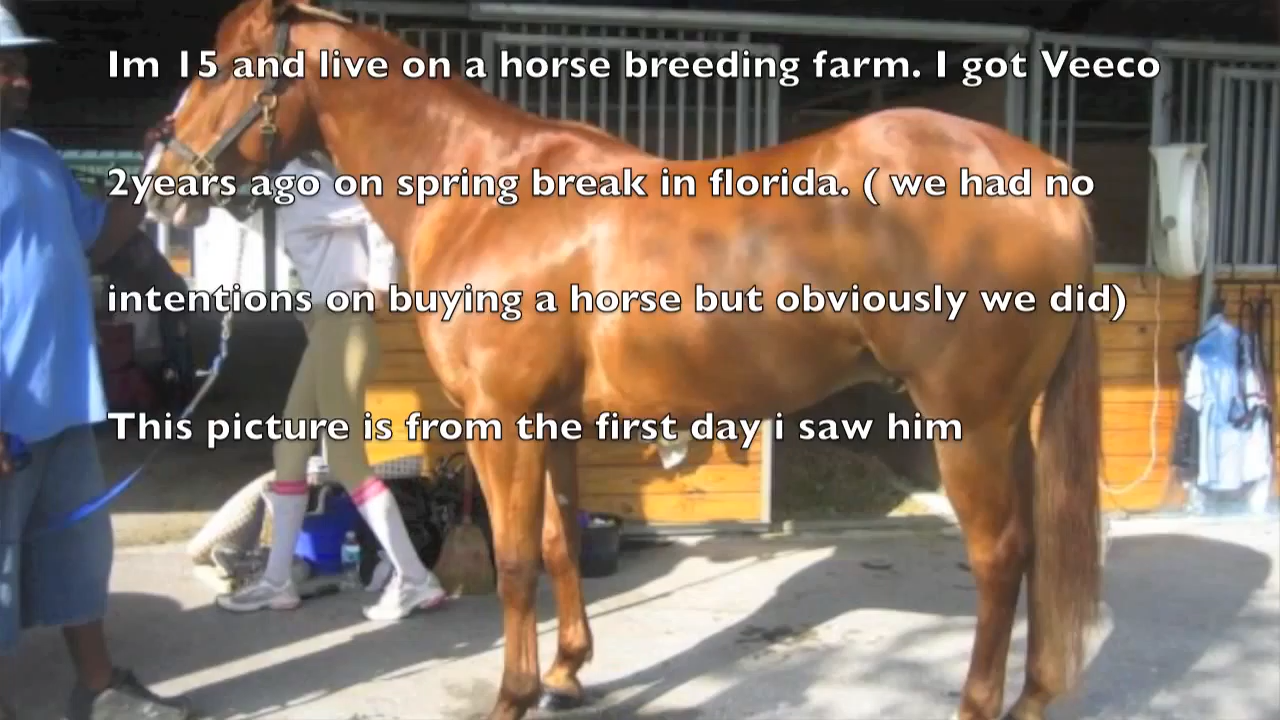 Im 15 and live on a horse breeding farm. I got Veeco
2years ago on spring break in florida. ( we had no
intentions on buying a horse but obviously we did)
This picture is from the first day i saw him